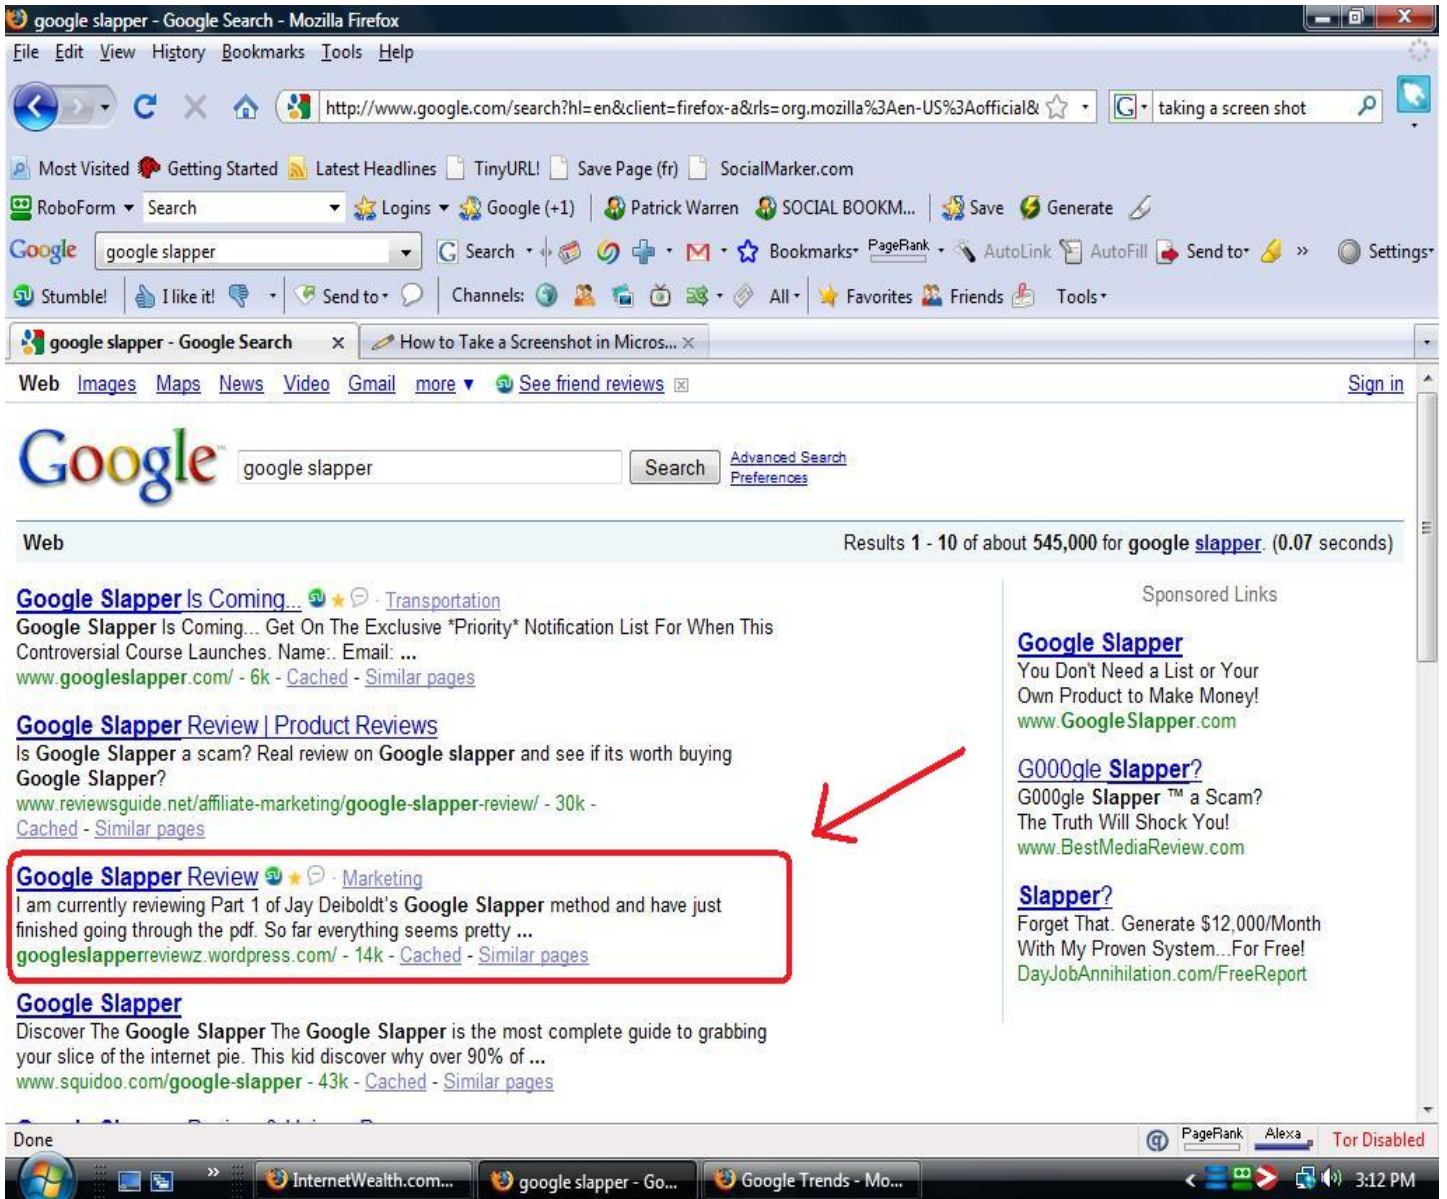 google slapper - Google Search - Mozilla Firefox
File Edit View History Bookmarks Tools Help
http://www.google.com/search?hl=en&client=firefox-a&rls=org.mozilla%3Aen-US%3Aofficial& G taking a screen shot
Most Visited Getting Started Latest Headlines TinyURL! Save Page (fr) SocialMarker.com
RoboForm Search Logins Google (+1) Patrick Warren SOCIAL BOOKM... Save Generate
Google google slapper G Search Bookmarks PageRank AutoLink AutoFill Send to » Settings
Stumble! I like it! Send to Channels: All Favorites Friends Tools
google slapper - Google Search x How to Take a Screenshot in Micros... x
Web Images Maps News Video Gmail more ▼ See friend reviews Sign in
Google™ google slapper Search Advanced Search
Preferences
Web Results 1 - 10 of about 545,000 for google slapper. (0.07 seconds)
Google Slapper Is Coming... · Transportation
Google Slapper Is Coming... Get On The Exclusive *Priority* Notification List For When This
Controversial Course Launches. Name:. Email: ...
www.googleslapper.com/ - 6k - Cached - Similar pages
Google Slapper Review | Product Reviews
Is Google Slapper a scam? Real review on Google slapper and see if its worth buying
Google Slapper?
www.reviewsguide.net/affiliate-marketing/google-slapper-review/ - 30k -
Cached - Similar pages
Google Slapper Review · Marketing
I am currently reviewing Part 1 of Jay Deiboldt's Google Slapper method and have just
finished going through the pdf. So far everything seems pretty ...
googleslapperreviewz.wordpress.com/ - 14k - Cached - Similar pages
Google Slapper
Discover The Google Slapper The Google Slapper is the most complete guide to grabbing
your slice of the internet pie. This kid discover why over 90% of ...
www.squidoo.com/google-slapper - 43k - Cached - Similar pages
Sponsored Links
Google Slapper
You Don't Need a List or Your
Own Product to Make Money!
www.GoogleSlapper.com
G000gle Slapper?
G000gle Slapper ™ a Scam?
The Truth Will Shock You!
www.BestMediaReview.com
Slapper?
Forget That. Generate $12,000/Month
With My Proven System...For Free!
DayJobAnnihilation.com/FreeReport
Done PageRank Alexa Tor Disabled
» InternetWealth.com... google slapper - Go... Google Trends - Mo... 3:12 PM